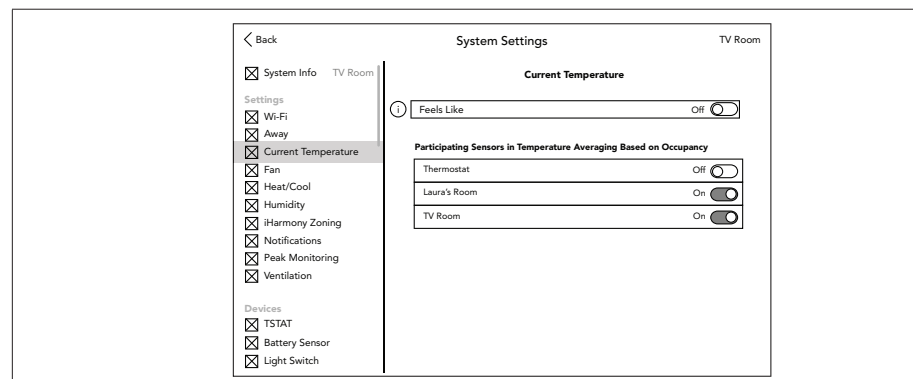 Back
System Settings
TV Room
System Info TV Room
Settings
Wi-Fi
Away
Current Temperature
Fan
Heat/Cool
Humidity
iHarmony Zoning
Notifications
Peak Monitoring
Ventilation
Devices
TSTAT
Battery Sensor
Light Switch
Current Temperature
i Feels Like Off
Participating Sensors in Temperature Averaging Based on Occupancy
Thermostat Off
Laura's Room On
TV Room On